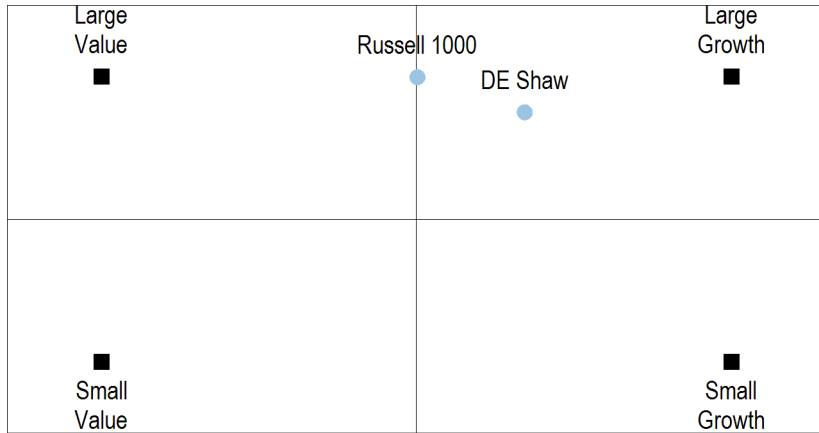 Large
Value
Russell 1000
Large
Growth
DE Shaw
Small
Value
Small
Growth